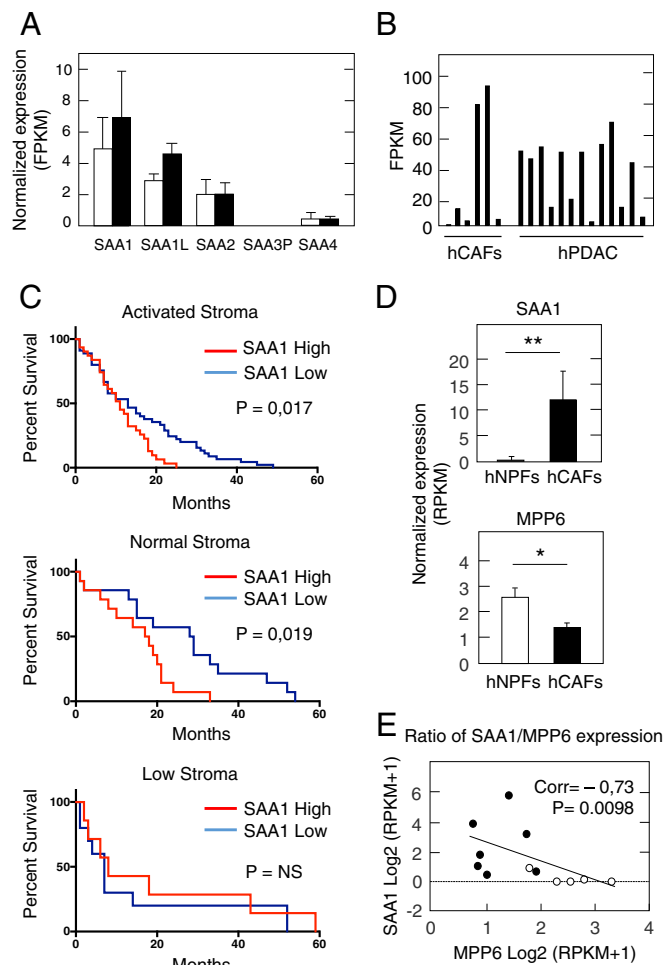 A
Normalized expression
(FPKM)
10
8
6
4
2
0
SAA1 SAA1L SAA2 SAA3P SAA4
B
FPKM
100
80
60
40
20
0
hCAFs hPDAC
C
Activated Stroma
Percent Survival
100
50
0
SAA1 High
SAA1 Low
P = 0,017
0 20 40 60
Months
Normal Stroma
Percent Survival
100
50
0
SAA1 High
SAA1 Low
P = 0,019
0 20 40 60
Months
Low Stroma
Percent Survival
100
50
0
SAA1 High
SAA1 Low
P = NS
0 20 40 60
Months
D
Normalized expression
(RPKM)
SAA1
**
20
15
10
5
0
hNPFs hCAFs
MPP6
*
4
3
2
1
0
hNPFs hCAFs
E
Ratio of SAA1/MPP6 expression
SAA1 Log2 (RPKM+1)
6
4
2
0
-2
Corr= – 0,73
P= 0.0098
0 1 2 3 4
MPP6 Log2 (RPKM+1)